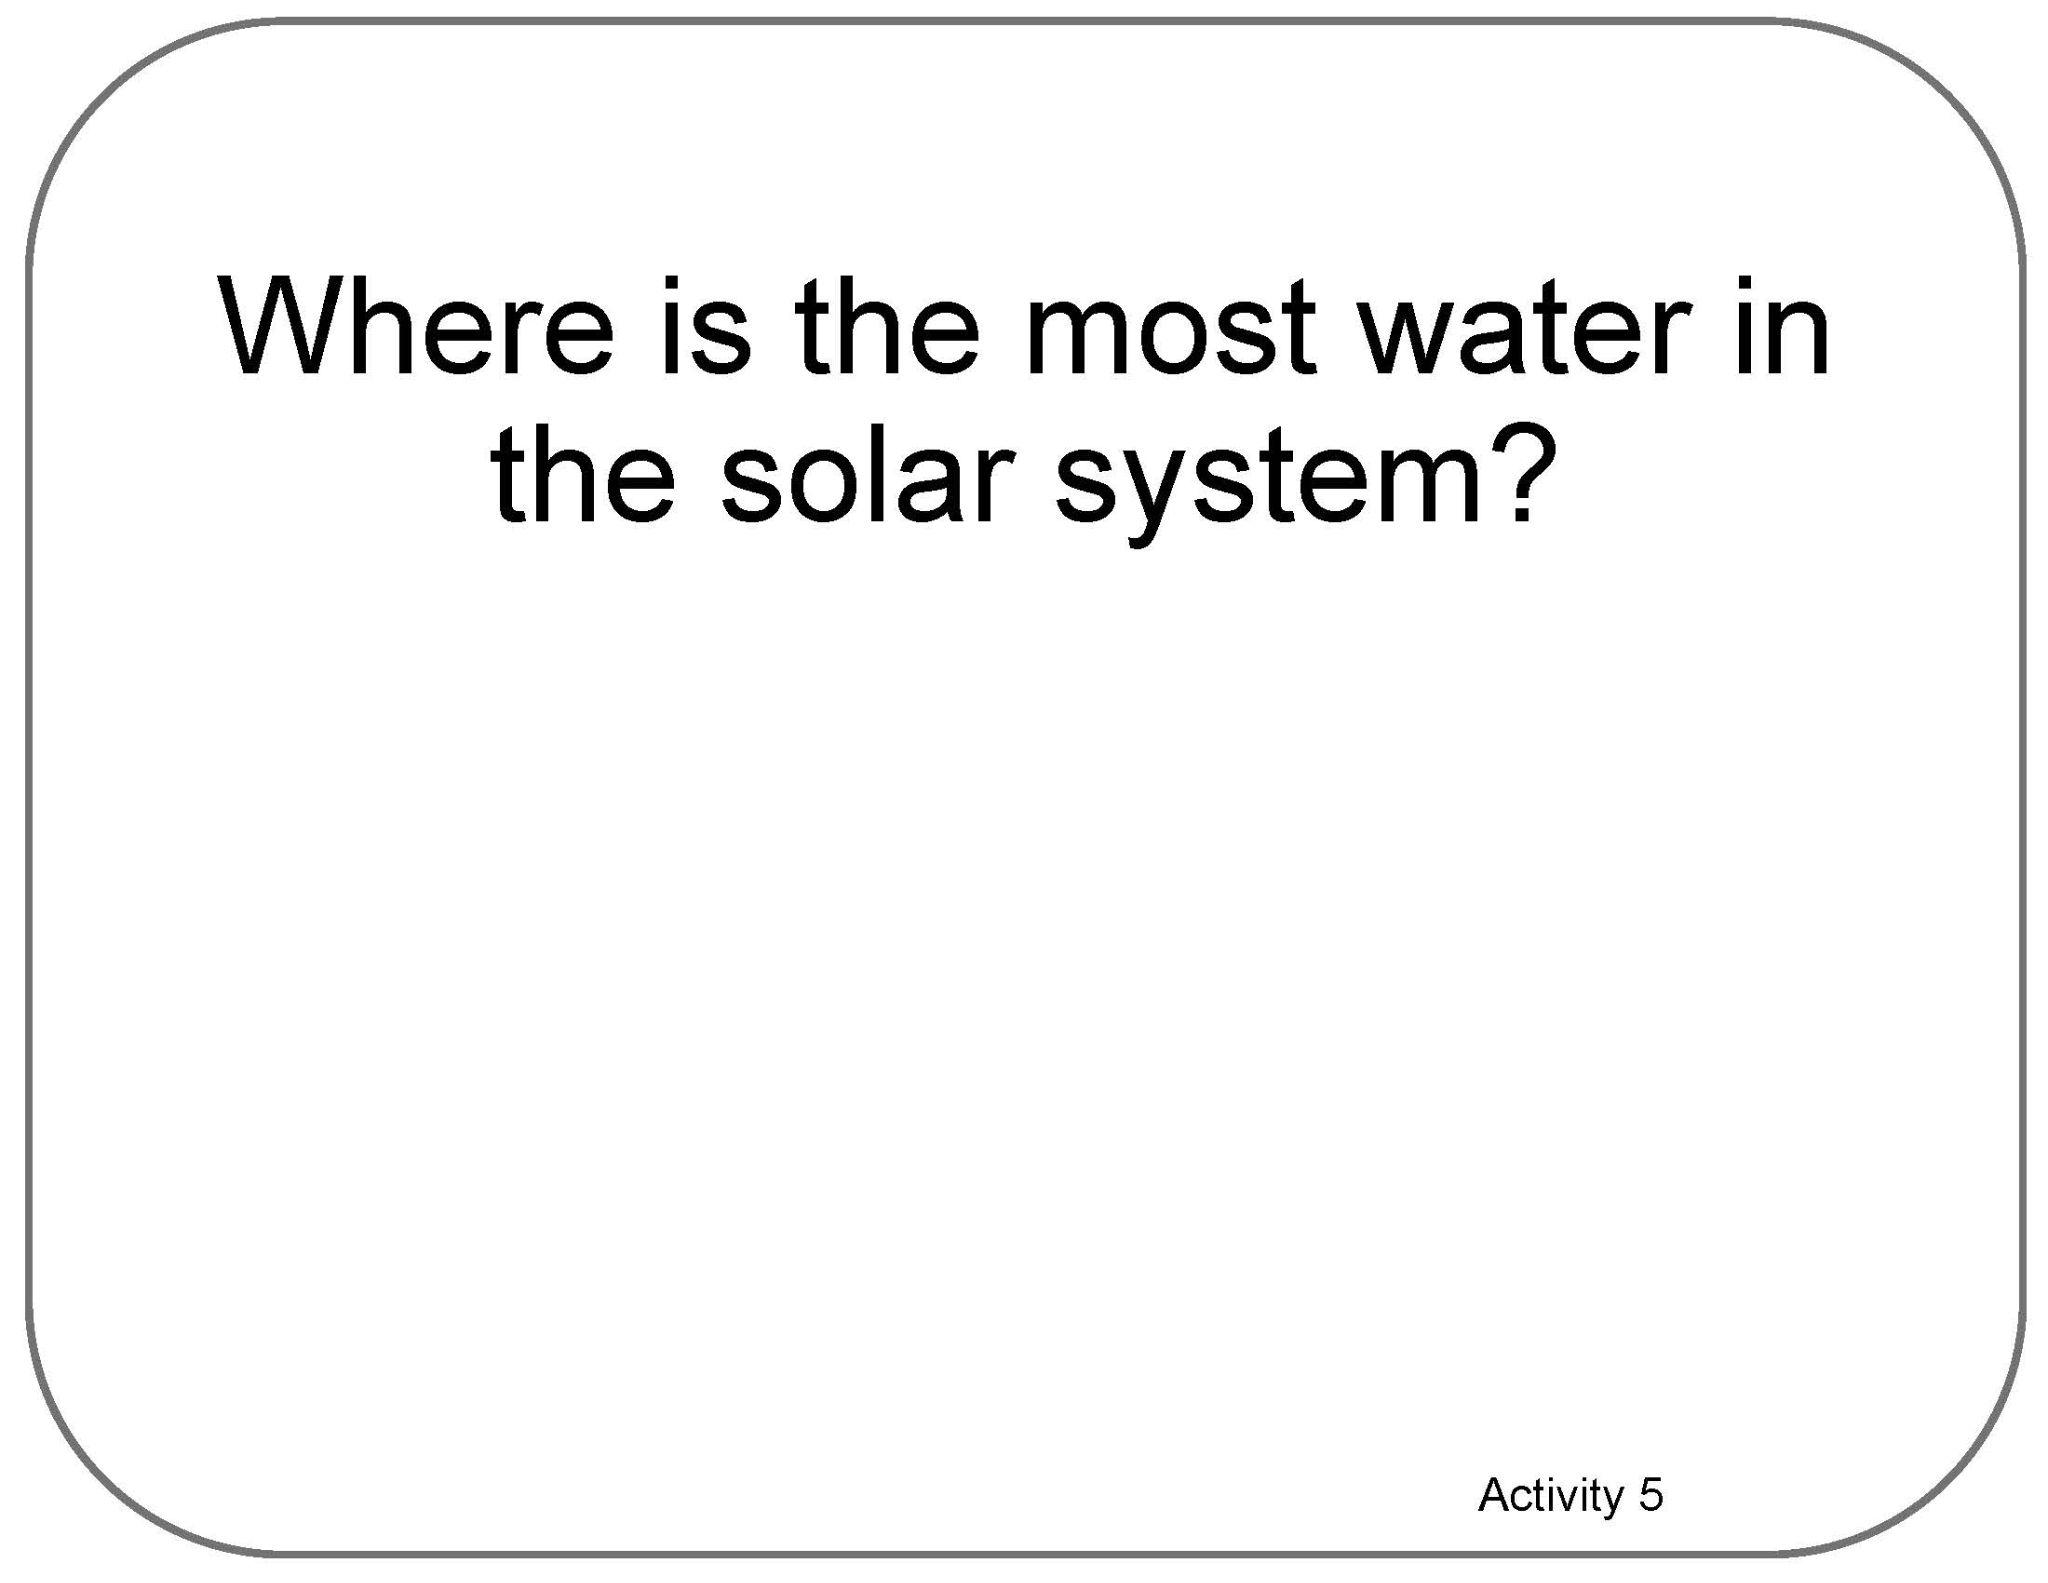 Where is the most water in
the solar system?
Activity 5